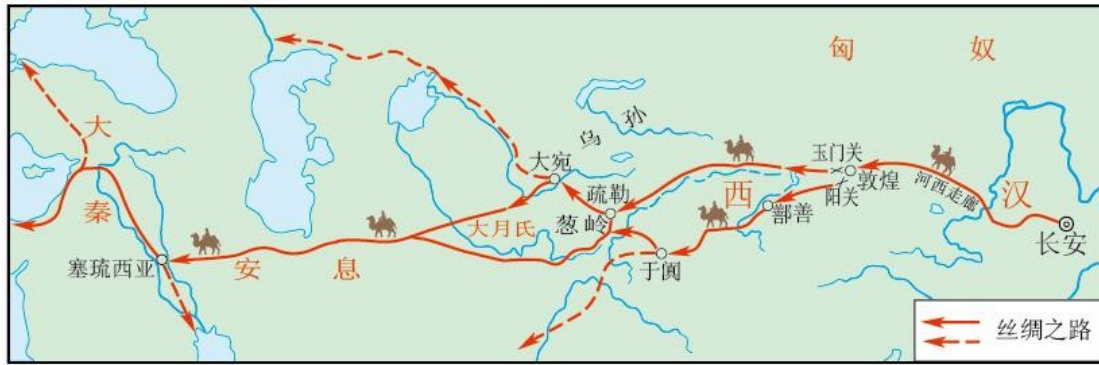 匈奴
乌孙
大宛
玉门关
敦煌
河西走廊
汉
长安
大秦
疏勒
西
阳关
鄯善
葱岭
大月氏
于阗
塞琉西亚
安息
丝绸之路